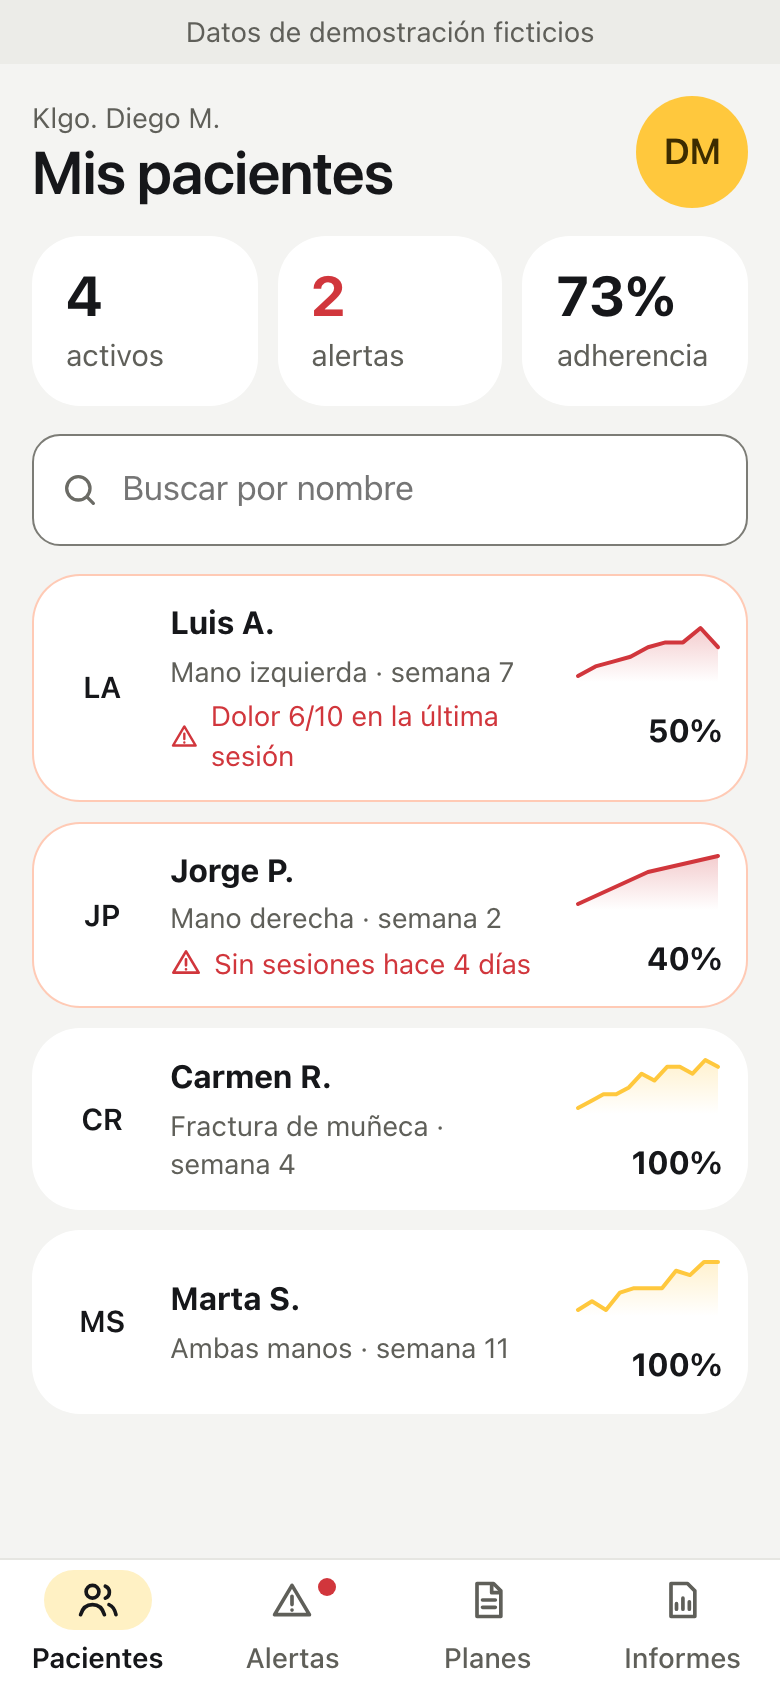 Datos de demostración ficticios
Klgo. Diego M.
Mis pacientes
DM
4
activos
2
alertas
73%
adherencia
Buscar por nombre
LA
Luis A.
Mano izquierda · semana 7
Dolor 6/10 en la última
sesión
50%
JP
Jorge P.
Mano derecha · semana 2
Sin sesiones hace 4 días
40%
CR
Carmen R.
Fractura de muñeca ·
semana 4
100%
MS
Marta S.
Ambas manos · semana 11
100%
Pacientes
Alertas
Planes
Informes